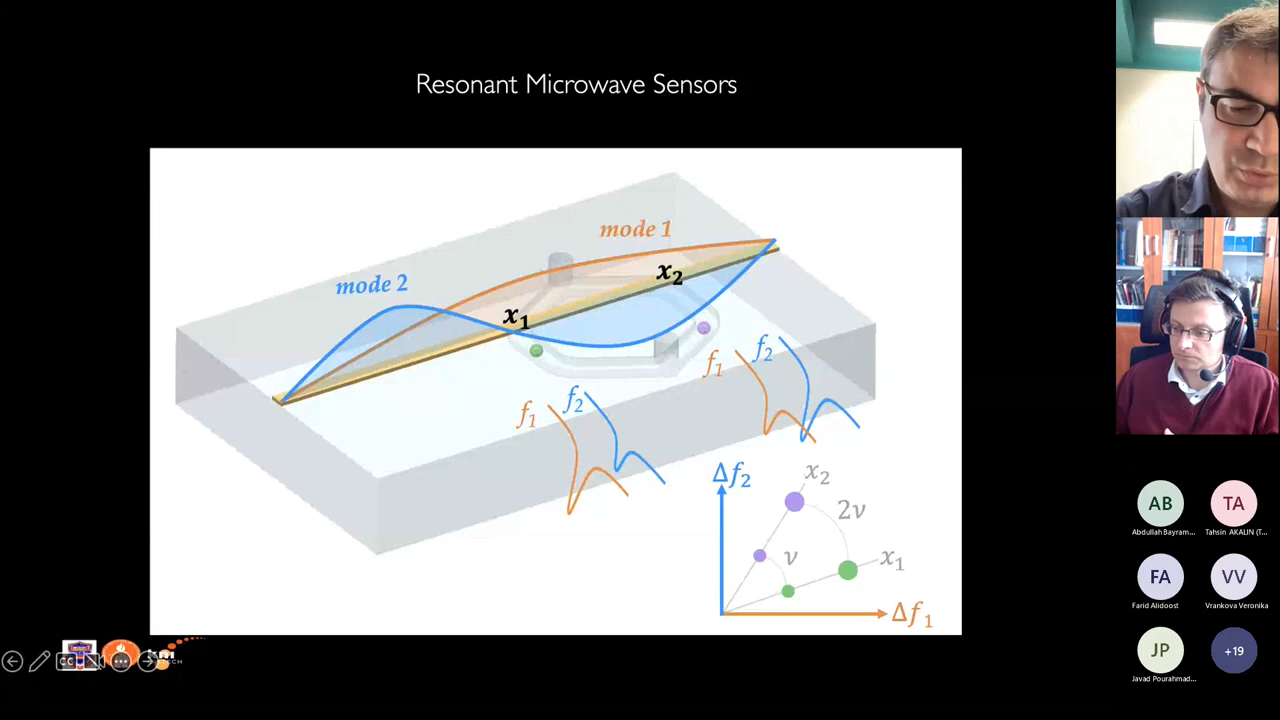 Resonant Microwave Sensors
mode 1
mode 2
x2
x1
f1 f2
f1 f2
Δf2
x2
2ν
ν
x1
Δf1
CC
AB
TA
Abdullah Bayram...
Tahsin AKALIN (T...
FA
VV
Farid Alidoost
Vrankova Veronika
JP
+19
Javad Pourahmad...